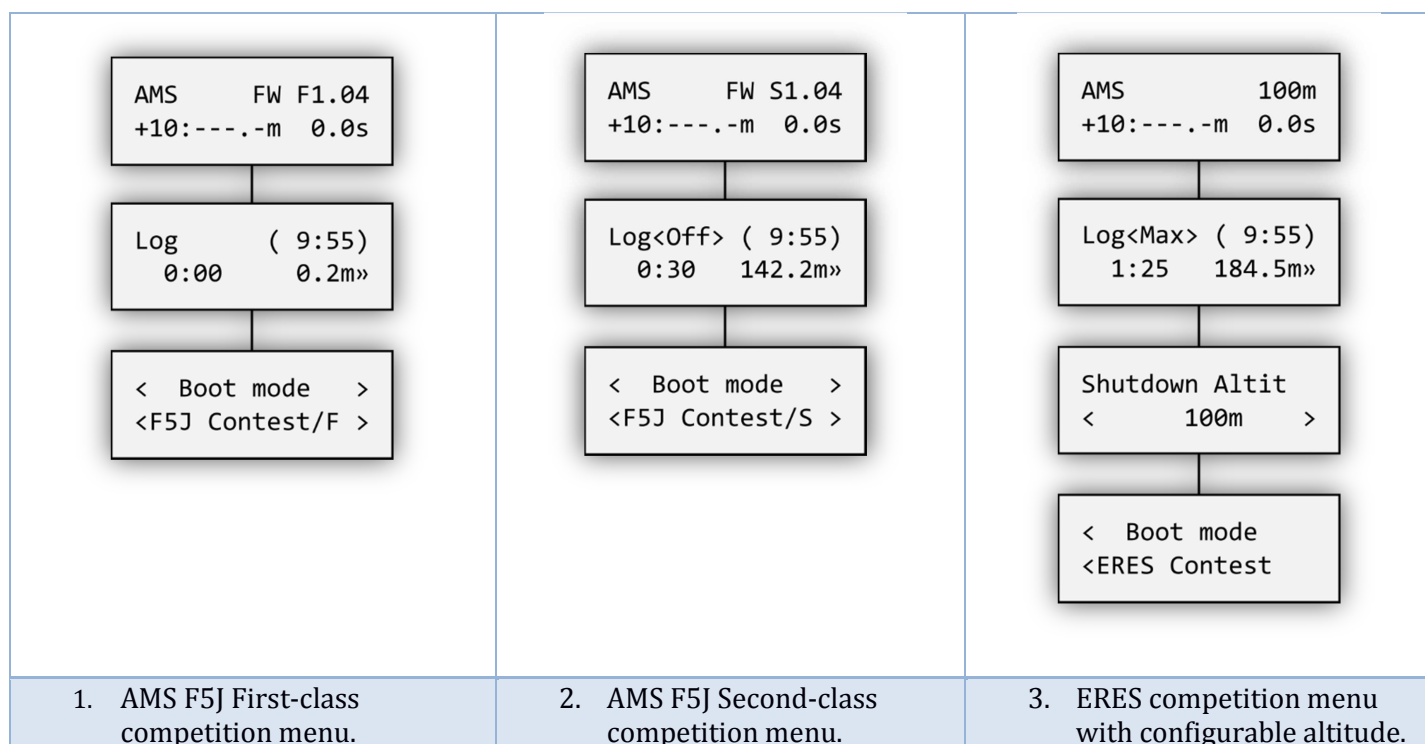 AMS FW F1.04
+10:---.-m 0.0s
Log ( 9:55)
0:00 0.2m»
< Boot mode >
<F5J Contest/F >
1. AMS F5J First-class
competition menu.
AMS FW S1.04
+10:---.-m 0.0s
Log<Off> ( 9:55)
0:30 142.2m»
< Boot mode >
<F5J Contest/S >
2. AMS F5J Second-class
competition menu.
AMS 100m
+10:---.-m 0.0s
Log<Max> ( 9:55)
1:25 184.5m»
Shutdown Altit
< 100m >
< Boot mode
<ERES Contest
3. ERES competition menu
with configurable altitude.